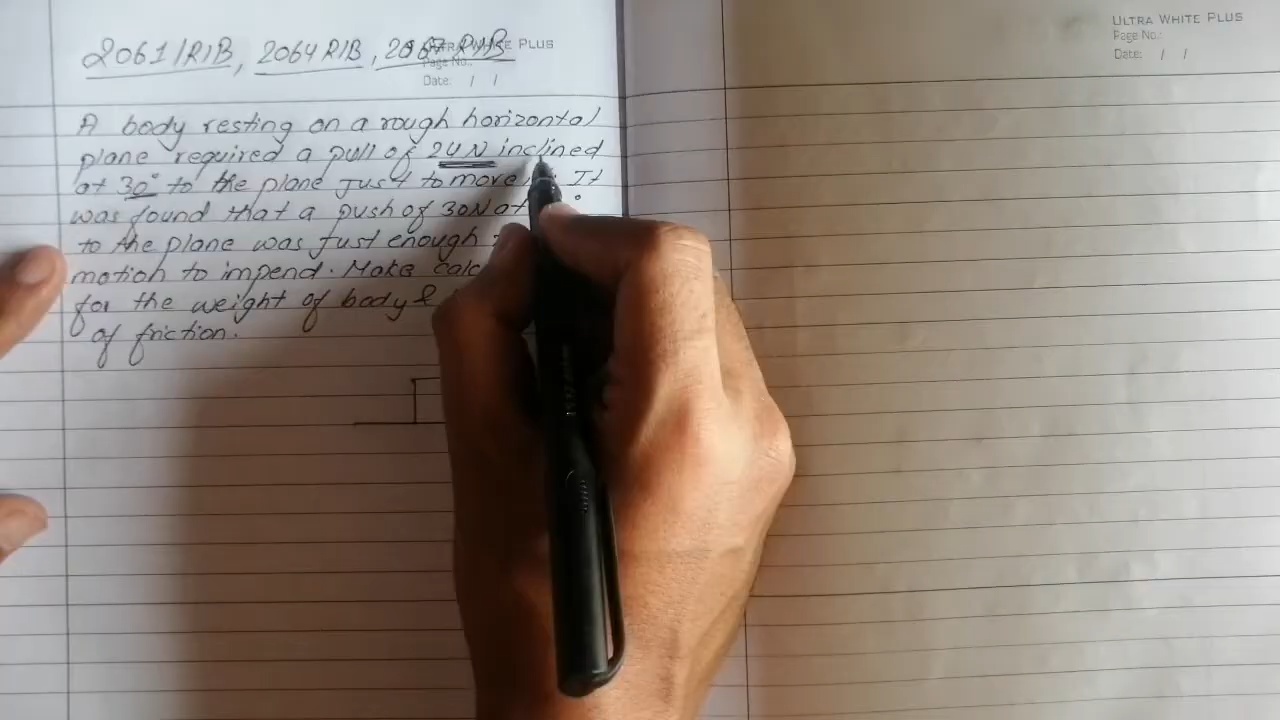 2061/R/B, 2064 R/B, 2067 R/B
ULTRA WHITE PLUS
Page No.:
Date: / /
A body resting on a rough horizontal
plane required a pull of 24N inclined
at 30° to the plane just to move. It
was found that a push of 30N at
to the plane was just enough
motion to impend. Make
for the weight of body &
of friction.
ULTRA WHITE PLUS
Page No.:
Date: / /